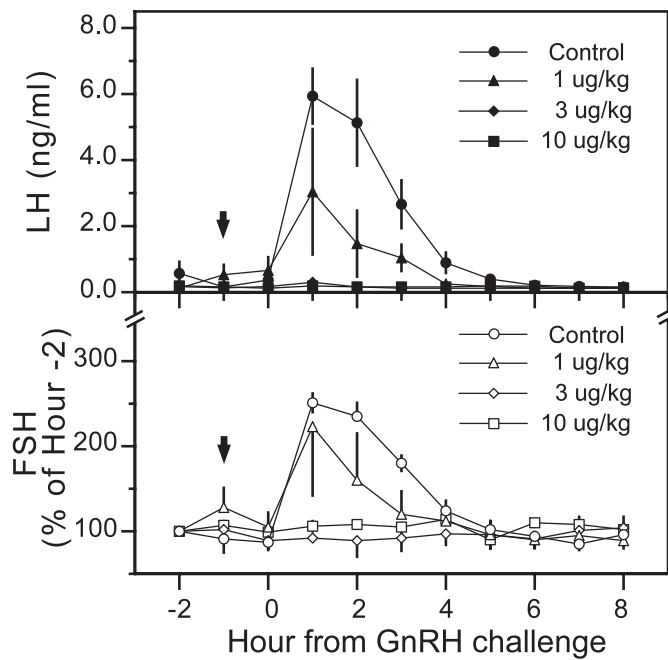 8.0
6.0
4.0
2.0
0.0
LH (ng/ml)
Control
1 ug/kg
3 ug/kg
10 ug/kg
300
200
100
FSH
(% of Hour -2)
Control
1 ug/kg
3 ug/kg
10 ug/kg
-2 0 2 4 6 8
Hour from GnRH challenge